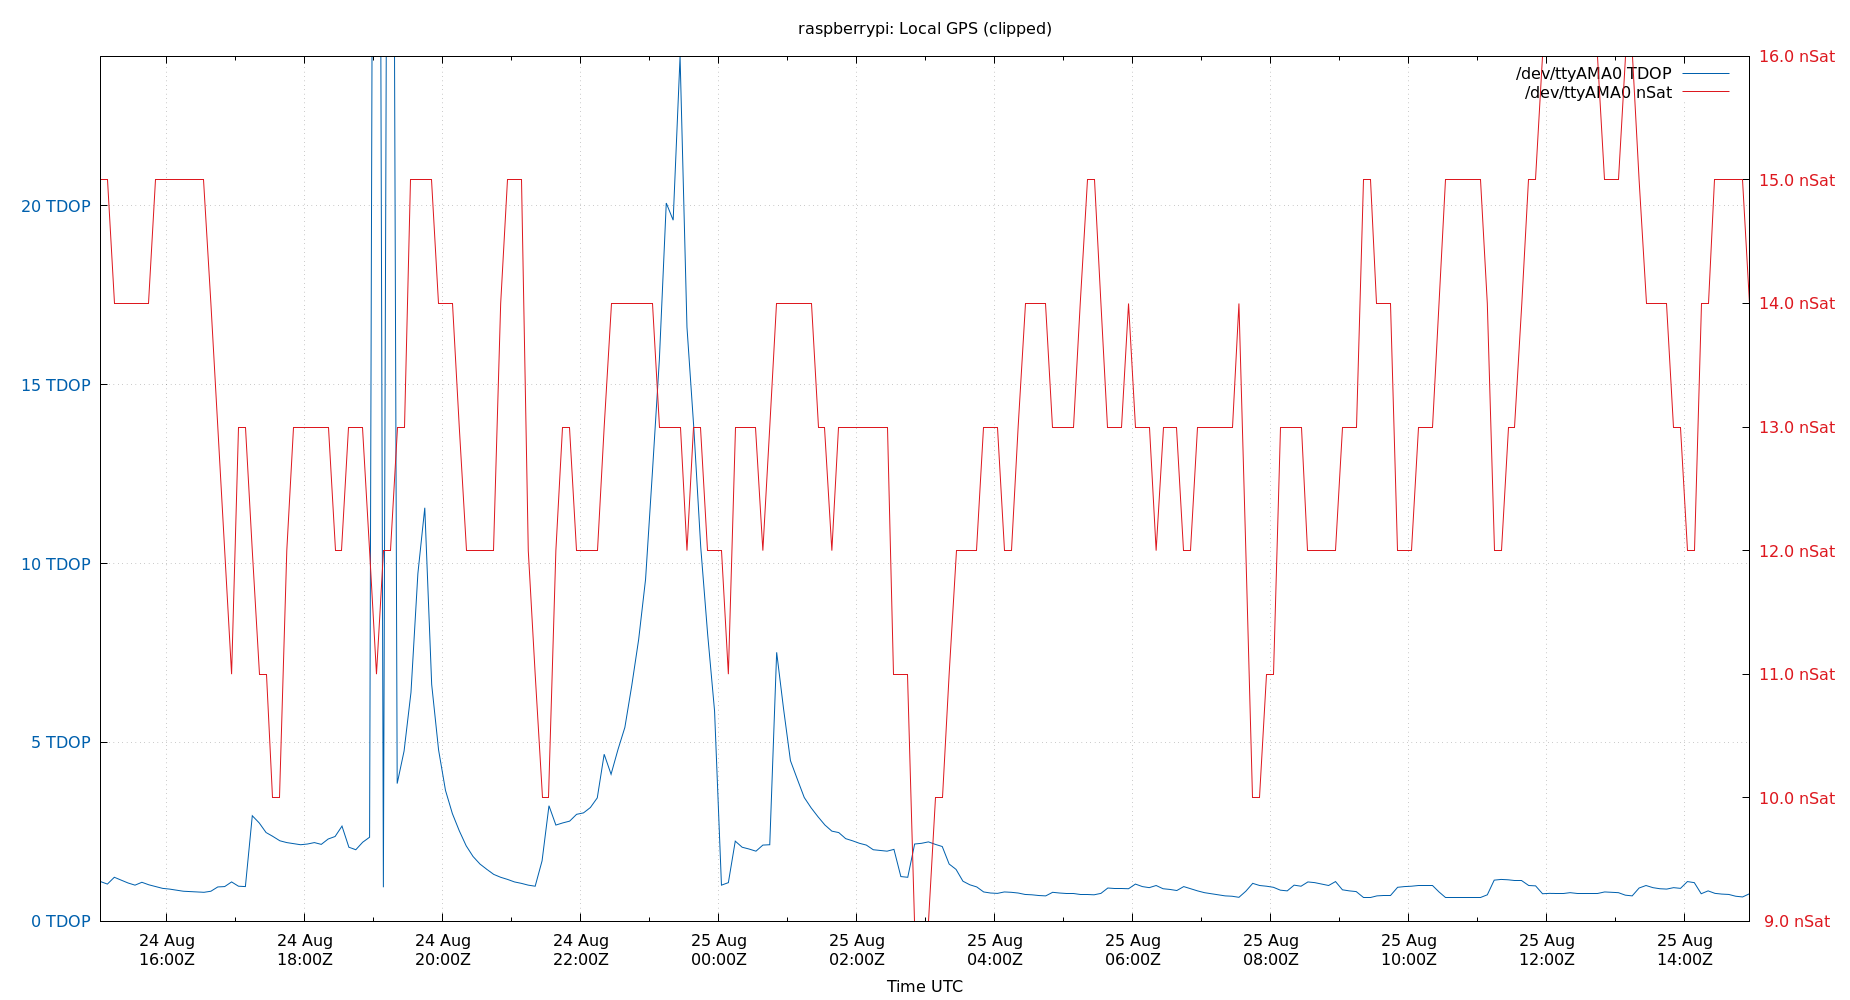 raspberrypi: Local GPS (clipped)
/dev/ttyAMA0 TDOP
/dev/ttyAMA0 nSat
20 TDOP
15 TDOP
10 TDOP
5 TDOP
0 TDOP
16.0 nSat
15.0 nSat
14.0 nSat
13.0 nSat
12.0 nSat
11.0 nSat
10.0 nSat
9.0 nSat
24 Aug 24 Aug 24 Aug 24 Aug 25 Aug 25 Aug 25 Aug 25 Aug 25 Aug 25 Aug 25 Aug 25 Aug
16:00Z 18:00Z 20:00Z 22:00Z 00:00Z 02:00Z 04:00Z 06:00Z 08:00Z 10:00Z 12:00Z 14:00Z
Time UTC